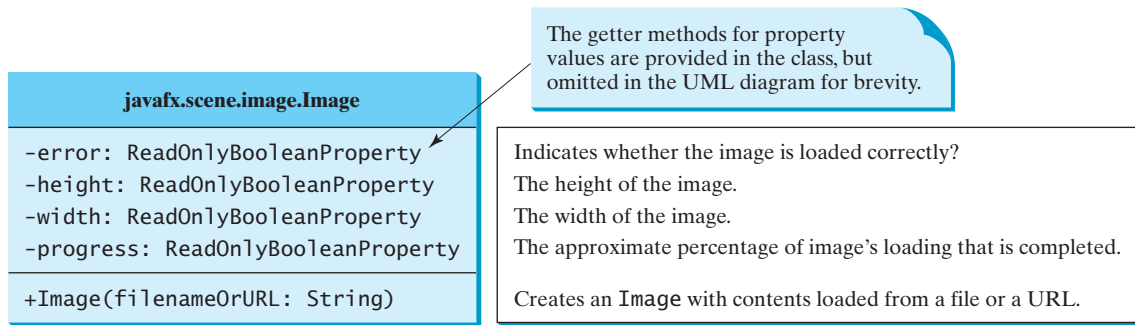 The getter methods for property
values are provided in the class, but
omitted in the UML diagram for brevity.
javafx.scene.image.Image
-error: ReadOnlyBooleanProperty
Indicates whether the image is loaded correctly?
-height: ReadOnlyBooleanProperty
The height of the image.
-width: ReadOnlyBooleanProperty
The width of the image.
-progress: ReadOnlyBooleanProperty
The approximate percentage of image's loading that is completed.
+Image(filenameOrURL: String)
Creates an Image with contents loaded from a file or a URL.